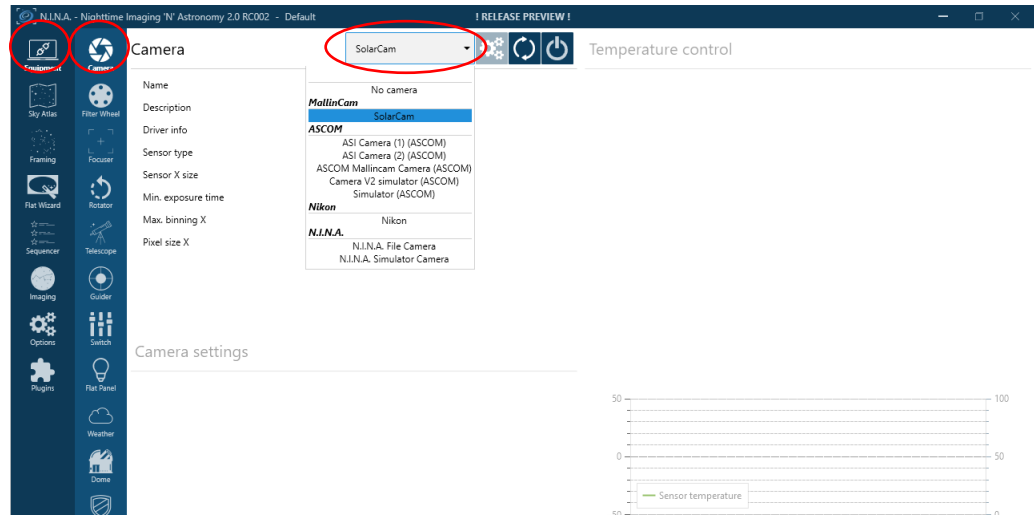 N.I.N.A. - Nighttime Imaging 'N' Astronomy 2.0 RC002 - Default
! RELEASE PREVIEW !
Equipment
Sky Atlas
Framing
Flat Wizard
Sequencer
Imaging
Options
Plugins
Camera
Filter Wheel
Focuser
Rotator
Telescope
Guider
Switch
Flat Panel
Weather
Dome
Camera
SolarCam
Name
Description
Driver info
Sensor type
Sensor X size
Min. exposure time
Max. binning X
Pixel size X
No camera
MallinCam
SolarCam
ASCOM
ASI Camera (1) (ASCOM)
ASI Camera (2) (ASCOM)
ASCOM Mallincam Camera (ASCOM)
Camera V2 simulator (ASCOM)
Simulator (ASCOM)
Nikon
Nikon
N.I.N.A.
N.I.N.A. File Camera
N.I.N.A. Simulator Camera
Camera settings
Temperature control
50
100
0
50
Sensor temperature
50
0